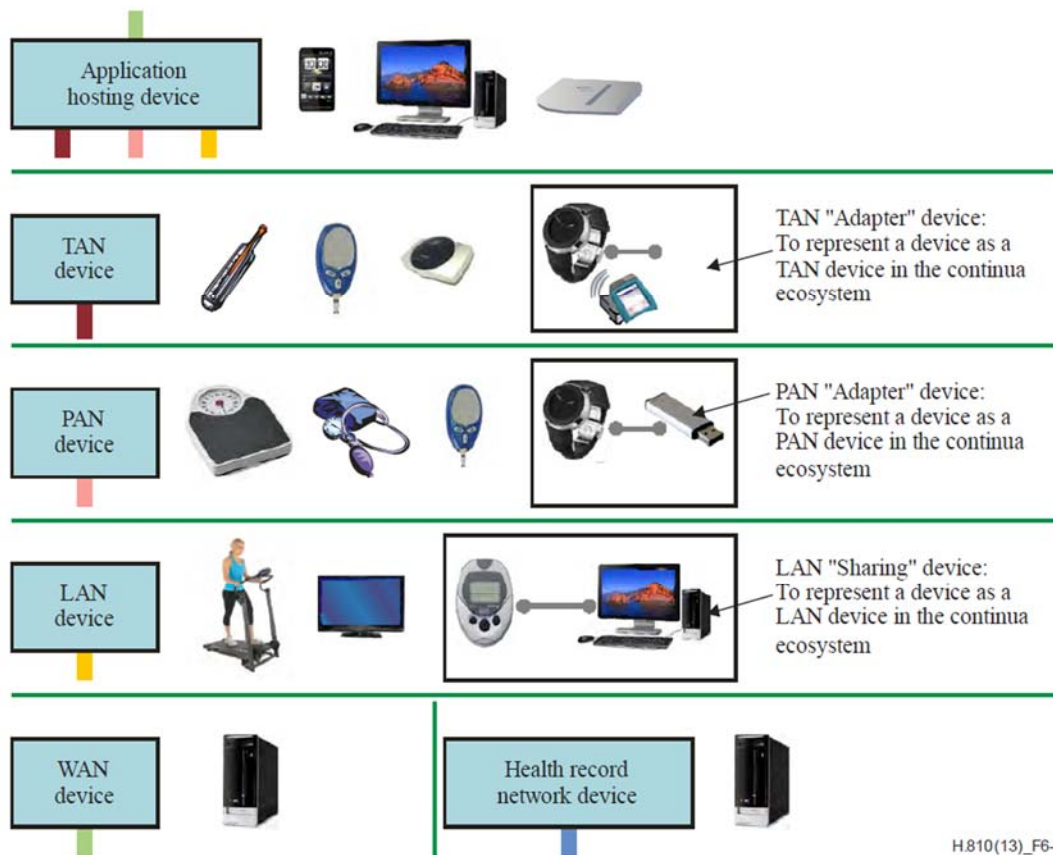 Application
hosting device
TAN
device
TAN "Adapter" device:
To represent a device as a
TAN device in the continua
ecosystem
PAN
device
PAN "Adapter" device:
To represent a device as a
PAN device in the continua
ecosystem
LAN
device
LAN "Sharing" device:
To represent a device as a
LAN device in the continua
ecosystem
WAN
device
Health record
network device
H.810(13)_F6-